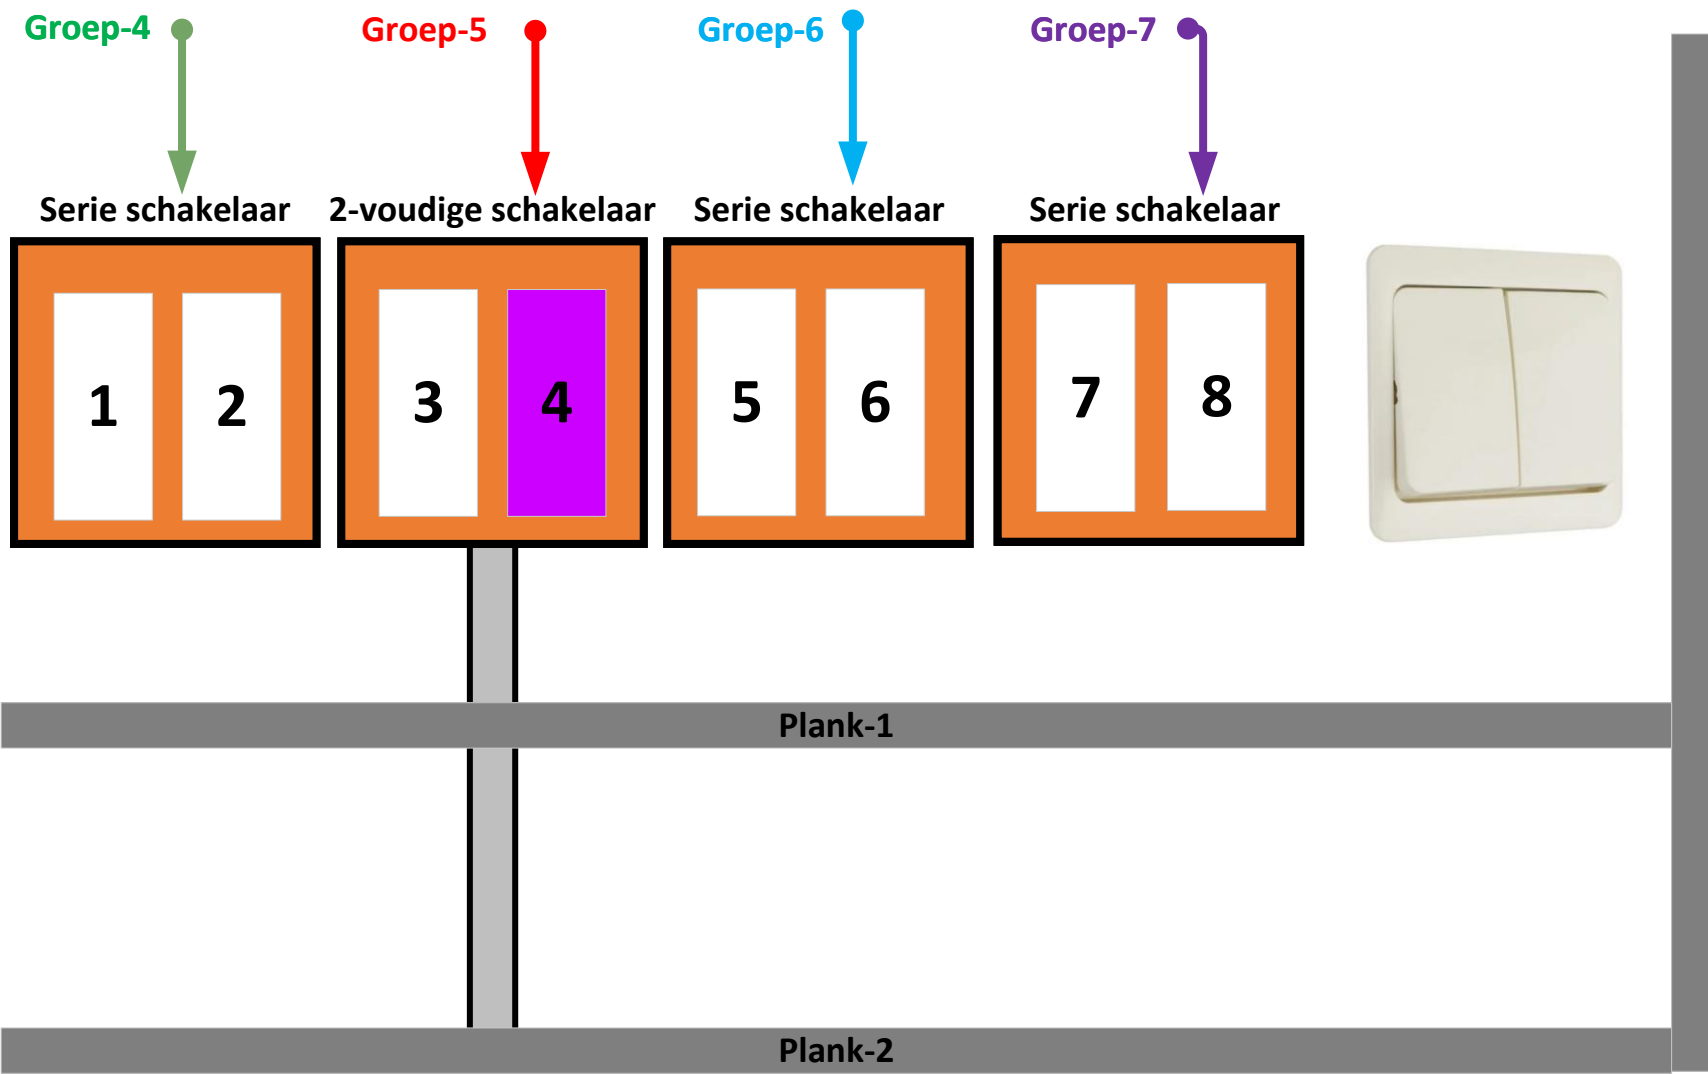 Groep-4
Groep-5
Groep-6
Groep-7
Serie schakelaar
2-voudige schakelaar
Serie schakelaar
Serie schakelaar
1
2
3
4
5
6
7
8
Plank-1
Plank-2